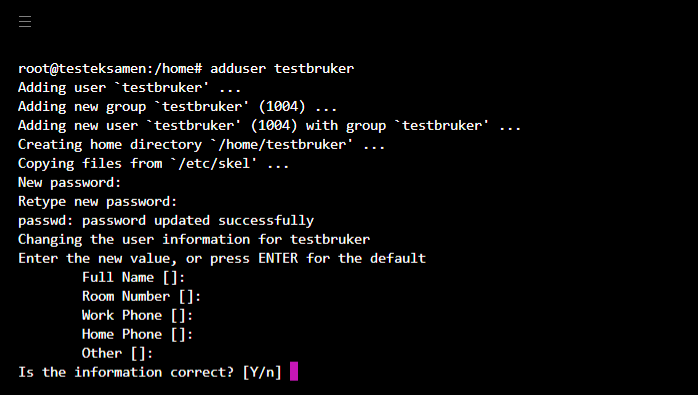 root@testeksamen:/home# adduser testbruker
Adding user `testbruker' ...
Adding new group `testbruker' (1004) ...
Adding new user `testbruker' (1004) with group `testbruker' ...
Creating home directory `/home/testbruker' ...
Copying files from `/etc/skel' ...
New password:
Retype new password:
passwd: password updated successfully
Changing the user information for testbruker
Enter the new value, or press ENTER for the default
        Full Name []:
        Room Number []:
        Work Phone []:
        Home Phone []:
        Other []:
Is the information correct? [Y/n]